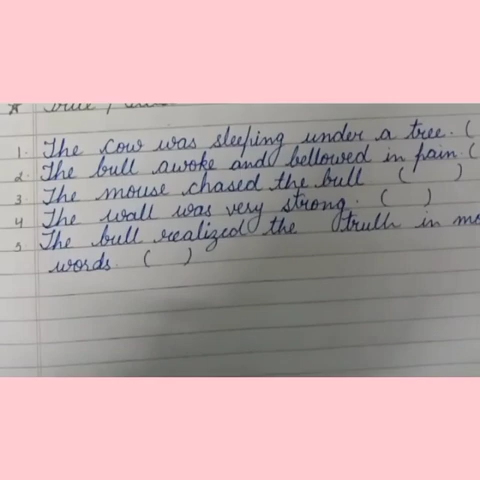 1. The cow was sleeping under a tree. (
2. The bull awoke and bellowed in pain (
3 The mouse chased the bull ( )
4 The wall was very strong. ( )
5 The bull realized the truth in mo
words. ( )